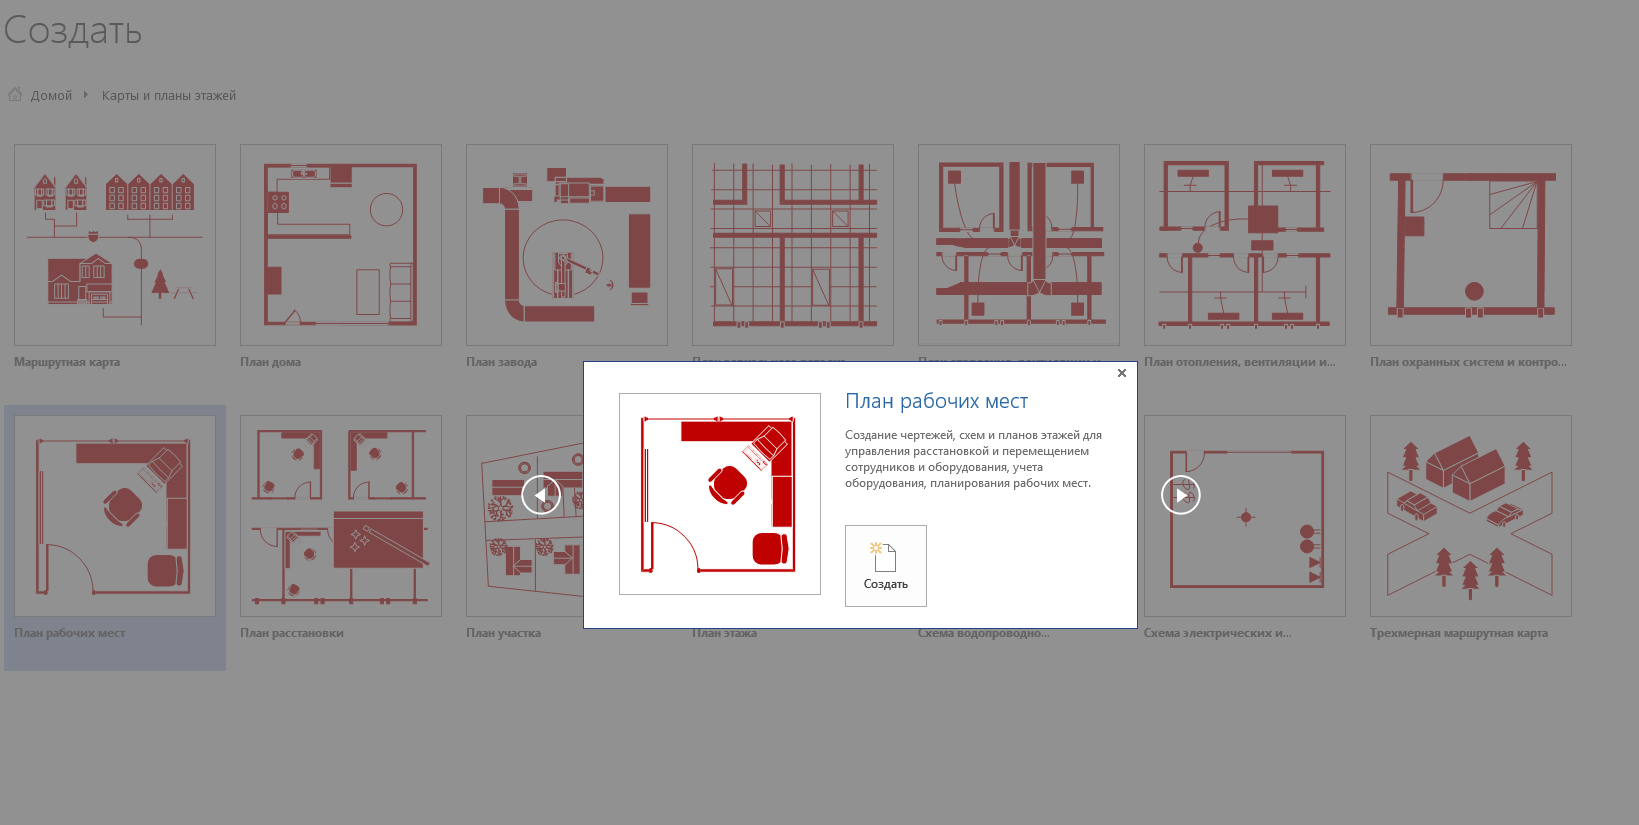 Создать
Домой
Карты и планы этажей
Маршрутная карта
План дома
План завода
План отопления, вентиляции и...
План охранных систем и контро...
План рабочих мест
Создание чертежей, схем и планов этажей для
управления расстановкой и перемещением
сотрудников и оборудования, учета
оборудования, планирования рабочих мест.
Создать
План рабочих мест
План расстановки
План участка
План этажа
Схема водопроводно...
Схема электрических и...
Трехмерная маршрутная карта